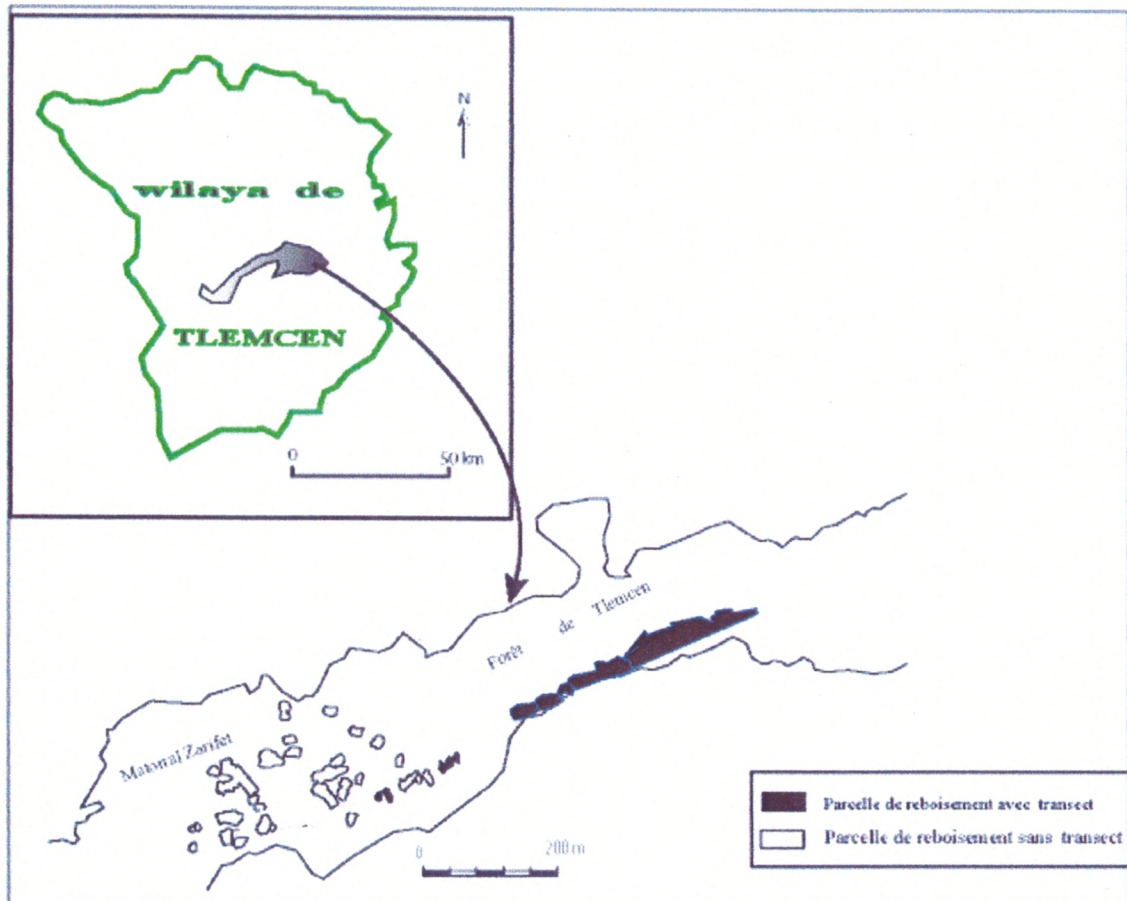 N
wilaya de
TLEMCEN
0 50 km
Forêt de Tlemcen
Matorral Zarifet
Parcelle de reboisement avec transect
Parcelle de reboisement sans transect
0 200 m